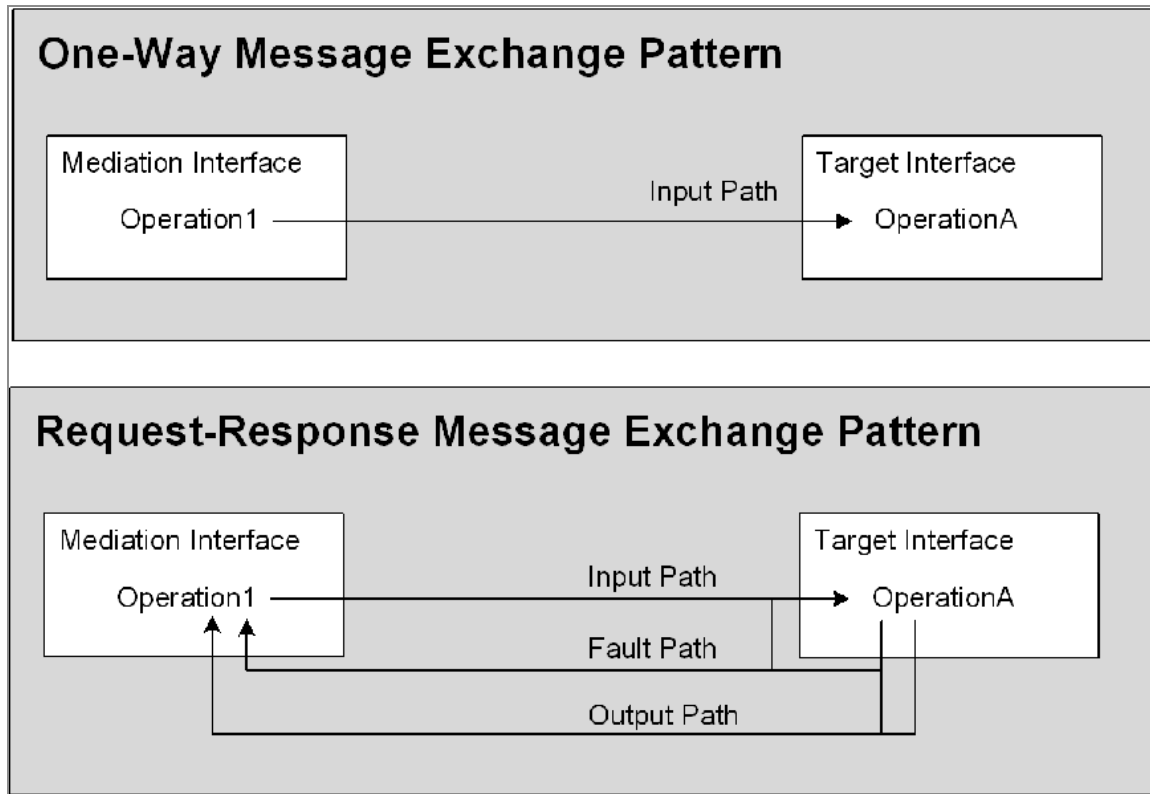 One-Way Message Exchange Pattern
Mediation Interface
Operation1
Input Path
Target Interface
OperationA
Request-Response Message Exchange Pattern
Mediation Interface
Operation1
Input Path
Fault Path
Output Path
Target Interface
OperationA